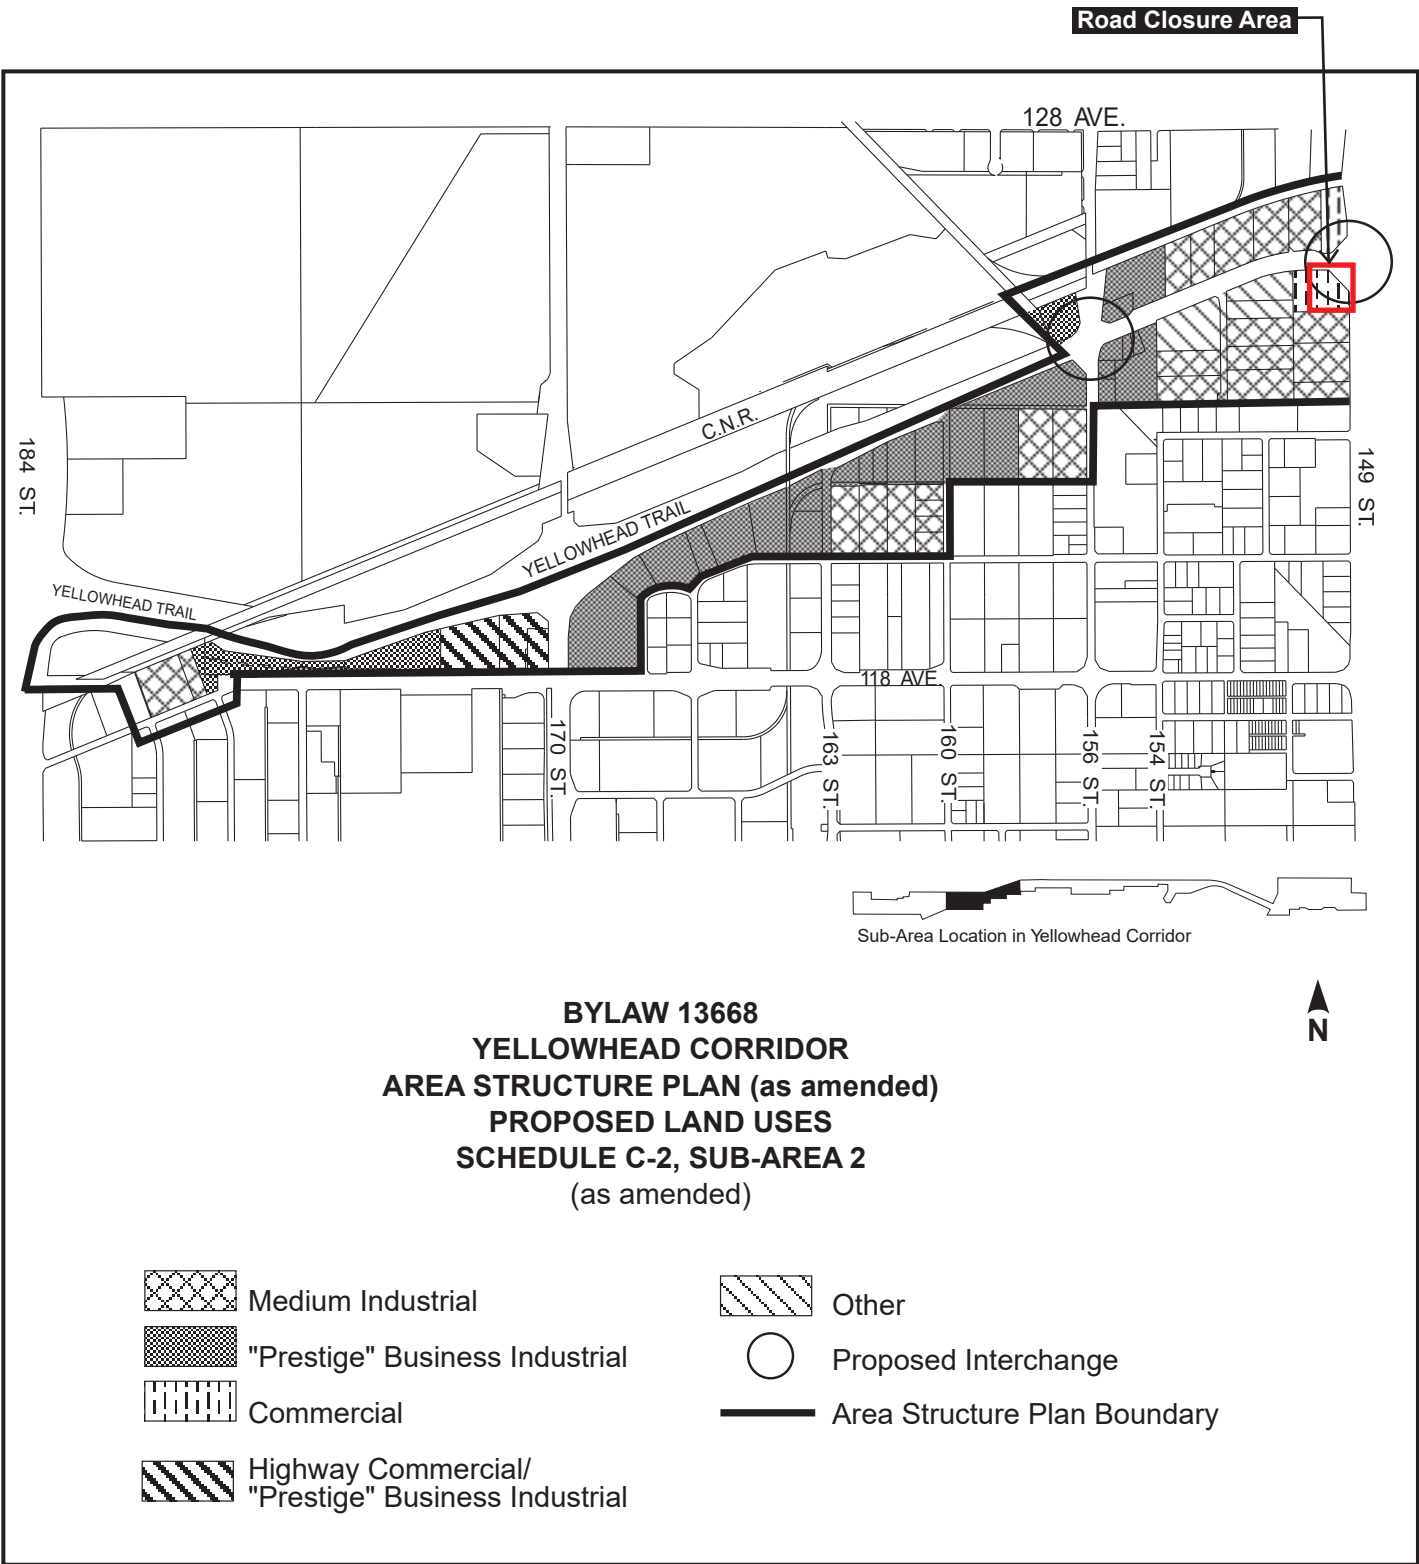 Road Closure Area
128 AVE.
C.N.R.
184 ST.
149 ST.
YELLOWHEAD TRAIL
YELLOWHEAD TRAIL
118 AVE.
170 ST.
163 ST.
160 ST.
156 ST.
154 ST.
Sub-Area Location in Yellowhead Corridor
N
BYLAW 13668
YELLOWHEAD CORRIDOR
AREA STRUCTURE PLAN (as amended)
PROPOSED LAND USES
SCHEDULE C-2, SUB-AREA 2
(as amended)
Medium Industrial
"Prestige" Business Industrial
Commercial
Highway Commercial/
"Prestige" Business Industrial
Other
Proposed Interchange
Area Structure Plan Boundary